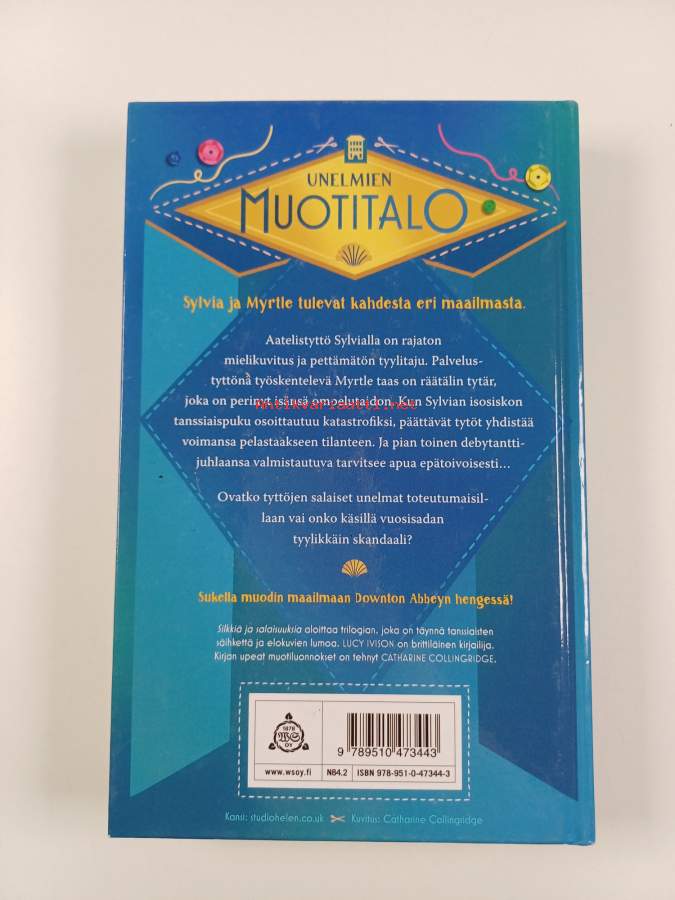 UNELMIEN
MUOTITALO
Sylvia ja Myrtle tulevat kahdesta eri maailmasta.
Aatelistyttö Sylvialla on rajaton
mielikuvitus ja pettämätön tyylitaju. Palvelus-
tyttönä työskentelevä Myrtle taas on räätälin tytär,
joka on perinyt isänsä ompelutaidon. Kun Sylvian isosiskon
antikvariaatti.net
tanssiaispuku osoittautuu katastrofiksi, päättävät tytöt yhdistää
voimansa pelastaakseen tilanteen. Ja pian toinen debytantti-
juhlaansa valmistautuva tarvitsee apua epätoivoisesti...
Ovatko tyttöjen salaiset unelmat toteutumaisil-
laan vai onko käsillä vuosisadan
tyylikkäin skandaali?
Sukella muodin maailmaan Downton Abbeyn hengessä!
Silkkiä ja salaisuuksia aloittaa trilogian, joka on täynnä tanssiaisten
säihkettä ja elokuvien lumoa. LUCY IVISON on brittiläinen kirjailija.
Kirjan upeat muotiluonnokset on tehnyt CATHARINE COLLINGRIDGE.
1878
WS
OY
9 789510 473443
www.wsoy.fi N84.2 ISBN 978-951-0-47344-3
Kansi: studiohelen.co.uk Kuvitus: Catharine Collingridge